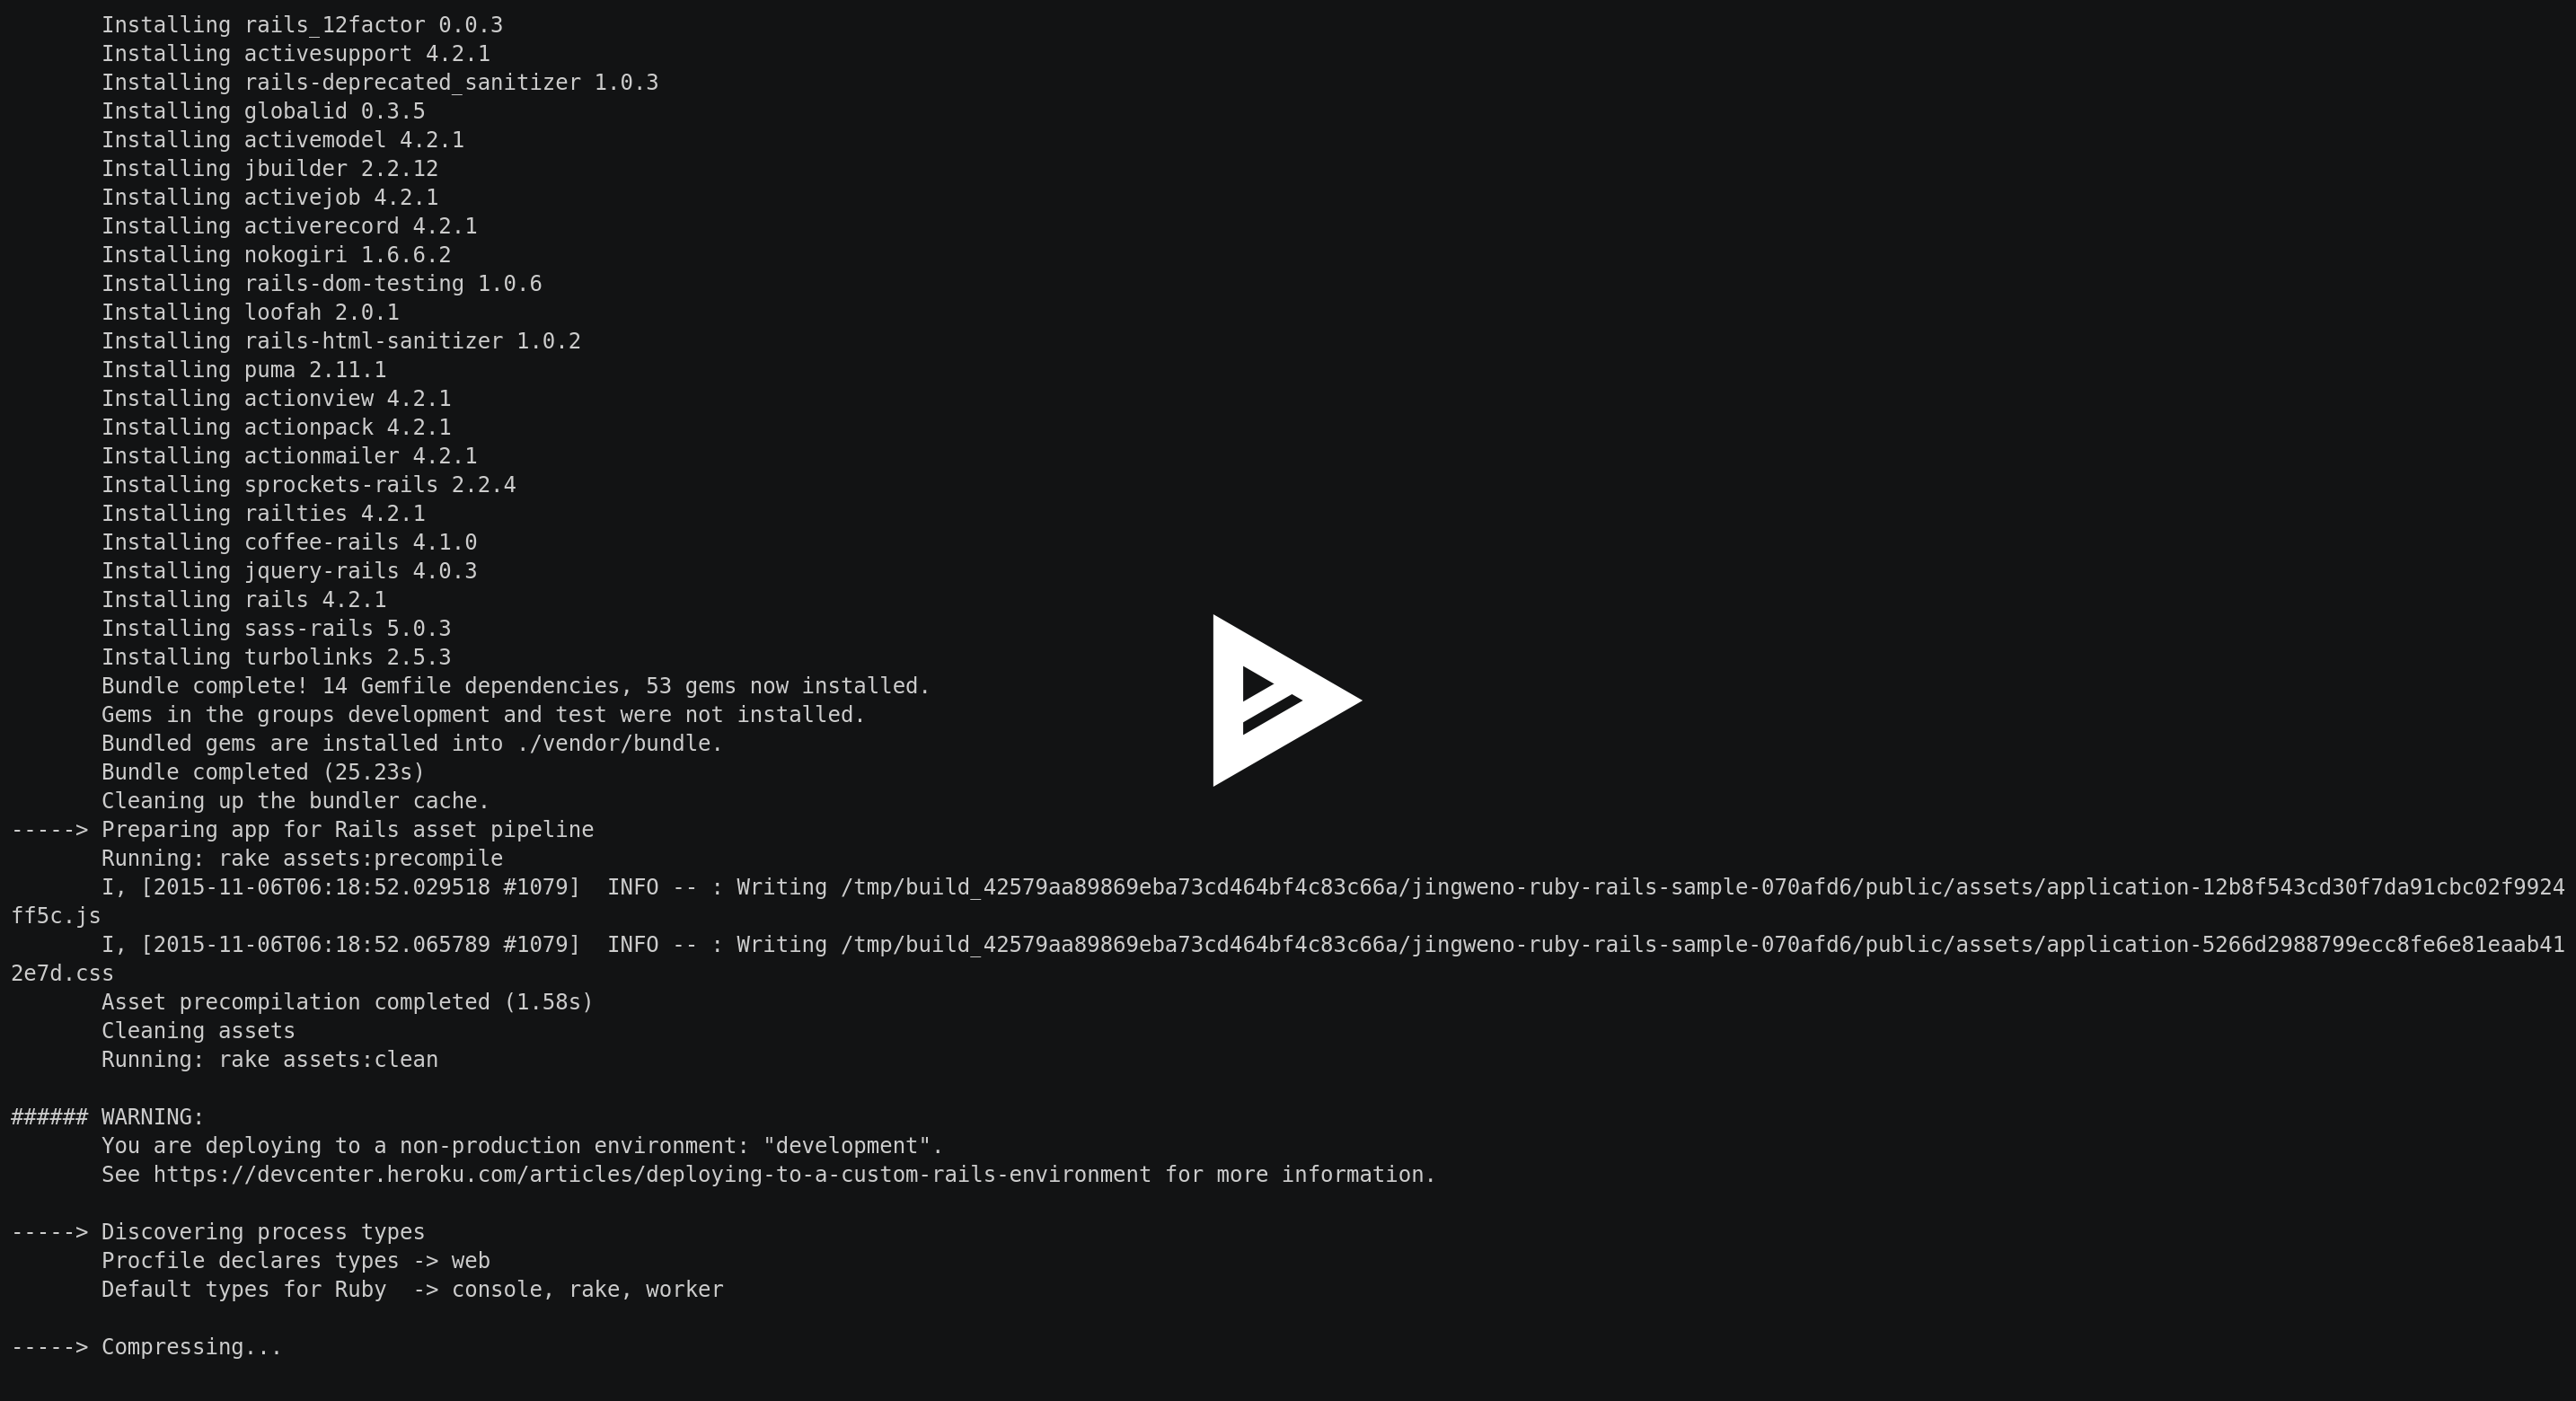 Installing rails_12factor 0.0.3
Installing activesupport 4.2.1
Installing rails-deprecated_sanitizer 1.0.3
Installing globalid 0.3.5
Installing activemodel 4.2.1
Installing jbuilder 2.2.12
Installing activejob 4.2.1
Installing activerecord 4.2.1
Installing nokogiri 1.6.6.2
Installing rails-dom-testing 1.0.6
Installing loofah 2.0.1
Installing rails-html-sanitizer 1.0.2
Installing puma 2.11.1
Installing actionview 4.2.1
Installing actionpack 4.2.1
Installing actionmailer 4.2.1
Installing sprockets-rails 2.2.4
Installing railties 4.2.1
Installing coffee-rails 4.1.0
Installing jquery-rails 4.0.3
Installing rails 4.2.1
Installing sass-rails 5.0.3
Installing turbolinks 2.5.3
Bundle complete! 14 Gemfile dependencies, 53 gems now installed.
Gems in the groups development and test were not installed.
Bundled gems are installed into ./vendor/bundle.
Bundle completed (25.23s)
Cleaning up the bundler cache.
-----> Preparing app for Rails asset pipeline
Running: rake assets:precompile
I, [2015-11-06T06:18:52.029518 #1079]  INFO -- : Writing /tmp/build_42579aa89869eba73cd464bf4c83c66a/jingweno-ruby-rails-sample-070afd6/public/assets/application-12b8f543cd30f7da91cbc02f9924
ff5c.js
I, [2015-11-06T06:18:52.065789 #1079]  INFO -- : Writing /tmp/build_42579aa89869eba73cd464bf4c83c66a/jingweno-ruby-rails-sample-070afd6/public/assets/application-5266d2988799ecc8fe6e81eaab41
2e7d.css
Asset precompilation completed (1.58s)
Cleaning assets
Running: rake assets:clean
###### WARNING:
You are deploying to a non-production environment: "development".
See https://devcenter.heroku.com/articles/deploying-to-a-custom-rails-environment for more information.
-----> Discovering process types
Procfile declares types -> web
Default types for Ruby  -> console, rake, worker
-----> Compressing...